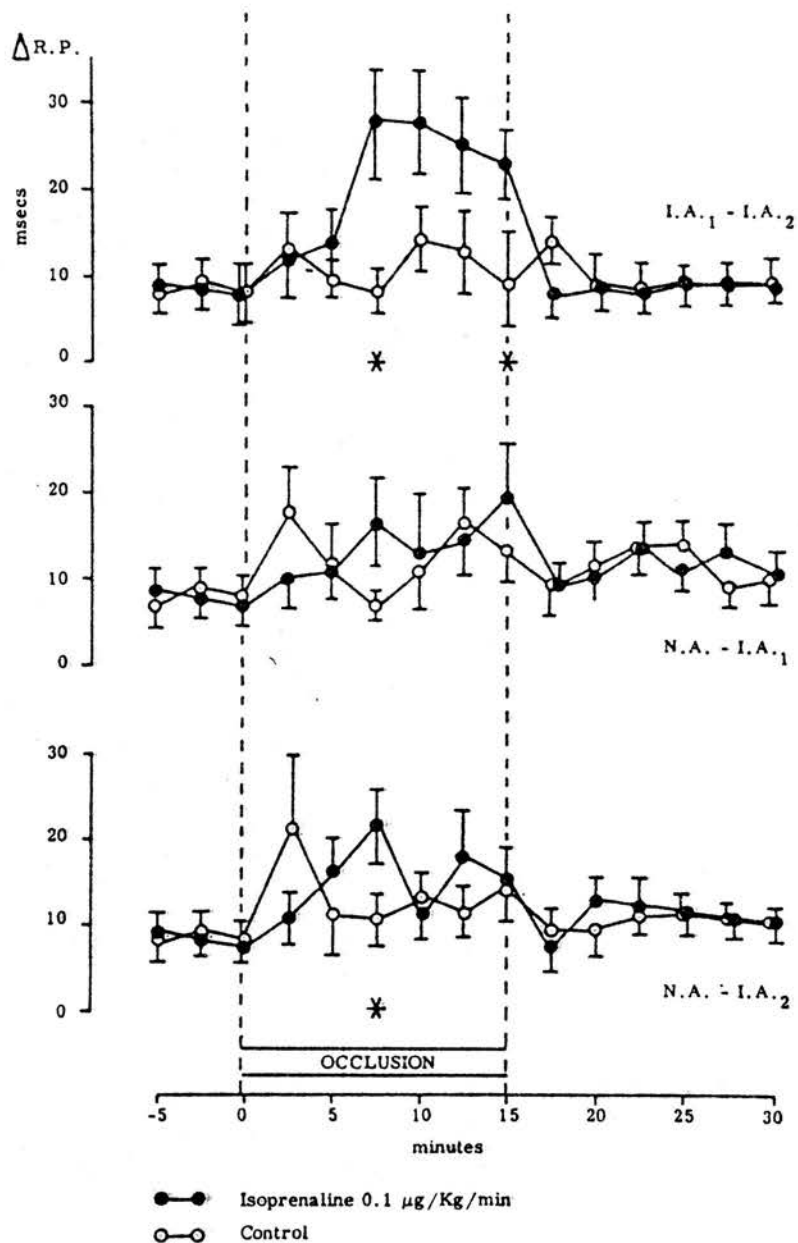 Δ R.P.
msecs
30
20
10
0
I.A.1 - I.A.2
*
*
30
20
10
0
N.A. - I.A.1
30
20
10
0
N.A. - I.A.2
*
OCCLUSION
-5 0 5 10 15 20 25 30
minutes
Isoprenaline 0.1 µg/Kg/min
Control